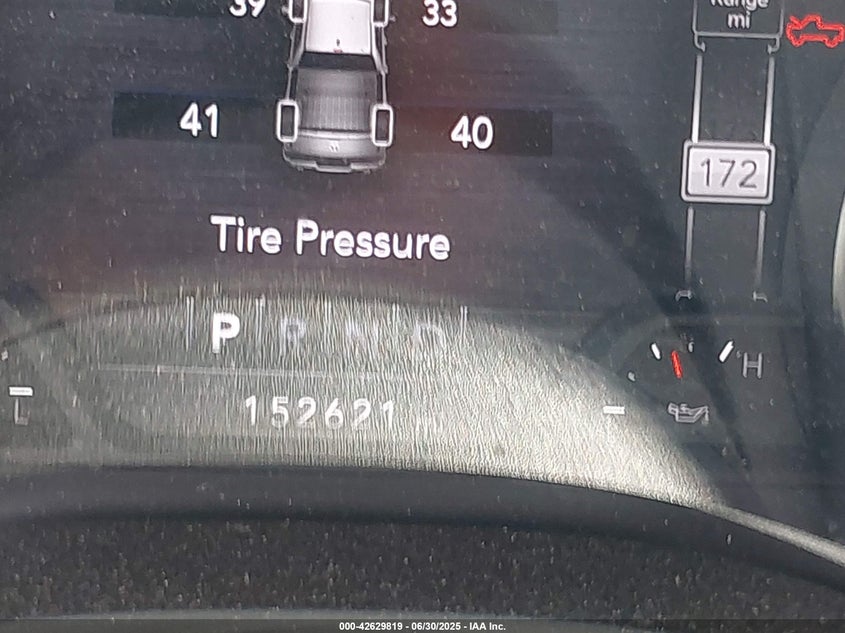 39 33
Range
mi
41 40
172
Tire Pressure
P R N D
H
L
152621
000-42629819 - 06/30/2025 - IAA Inc.